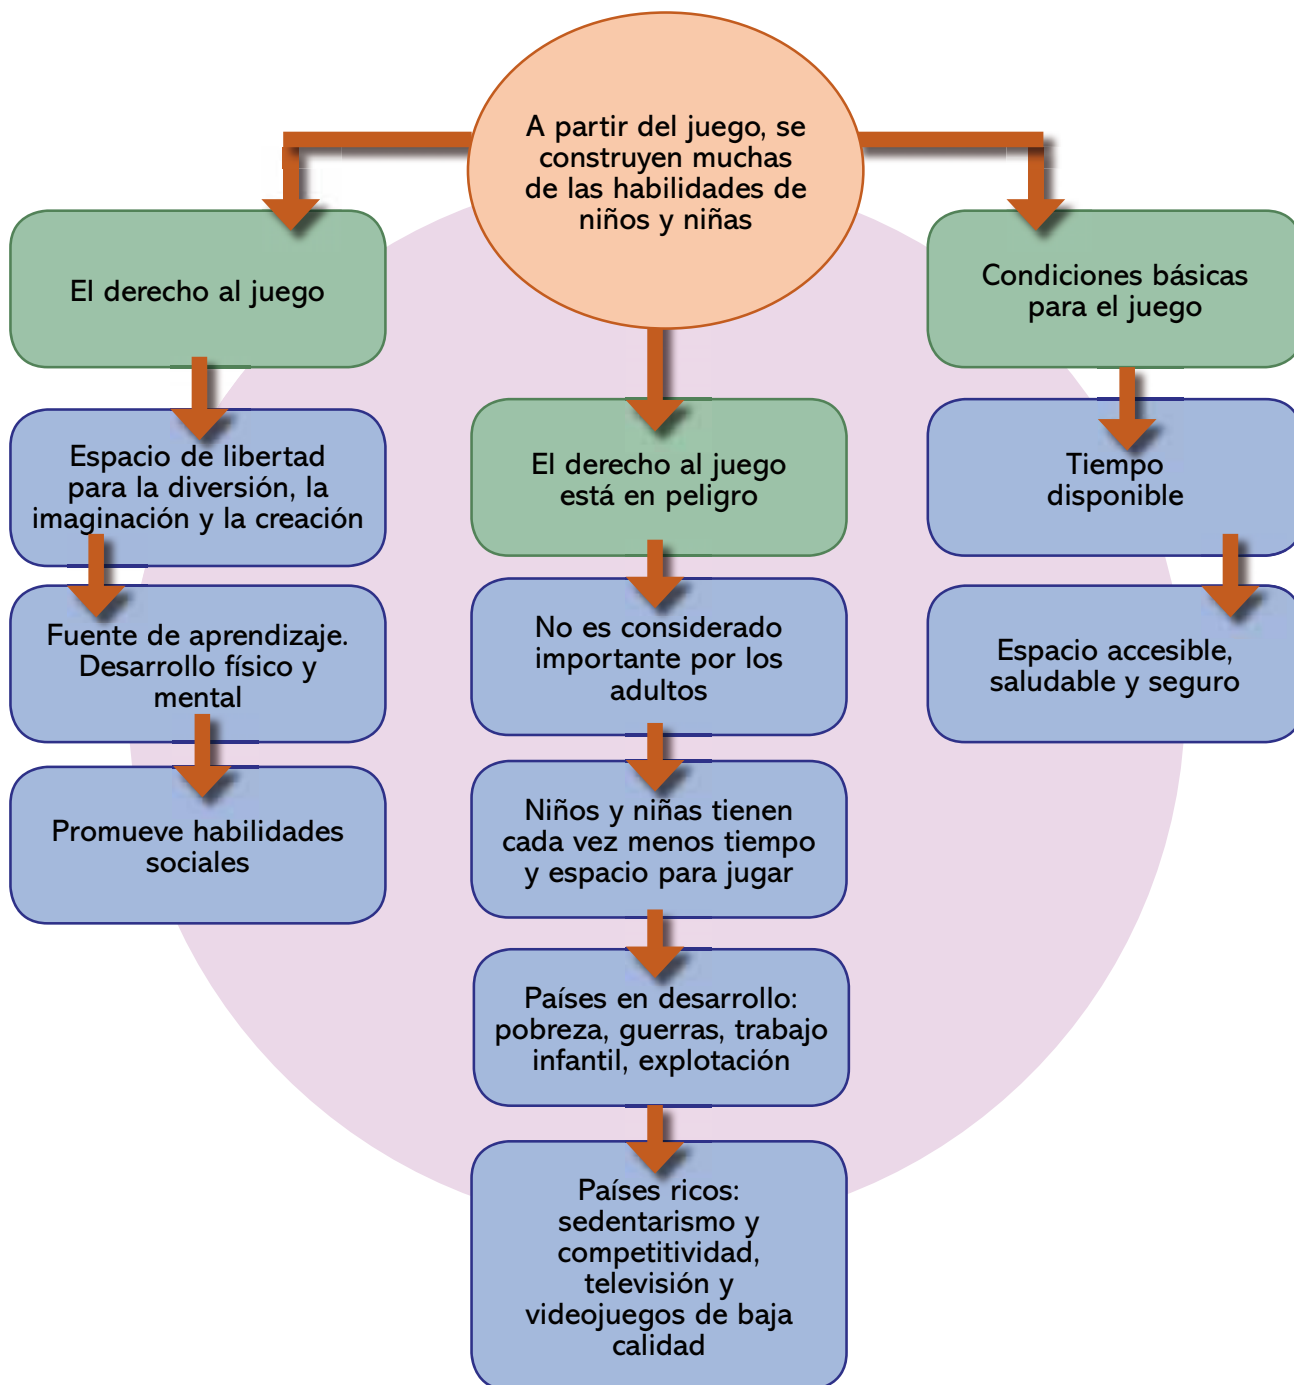 A partir del juego, se
construyen muchas
de las habilidades de
niños y niñas
El derecho al juego
Espacio de libertad
para la diversión, la
imaginación y la creación
Fuente de aprendizaje.
Desarrollo físico y
mental
Promueve habilidades
sociales
El derecho al juego
está en peligro
No es considerado
importante por los
adultos
Niños y niñas tienen
cada vez menos tiempo
y espacio para jugar
Países en desarrollo:
pobreza, guerras, trabajo
infantil, explotación
Países ricos:
sedentarismo y
competitividad,
televisión y
videojuegos de baja
calidad
Condiciones básicas
para el juego
Tiempo
disponible
Espacio accesible,
saludable y seguro